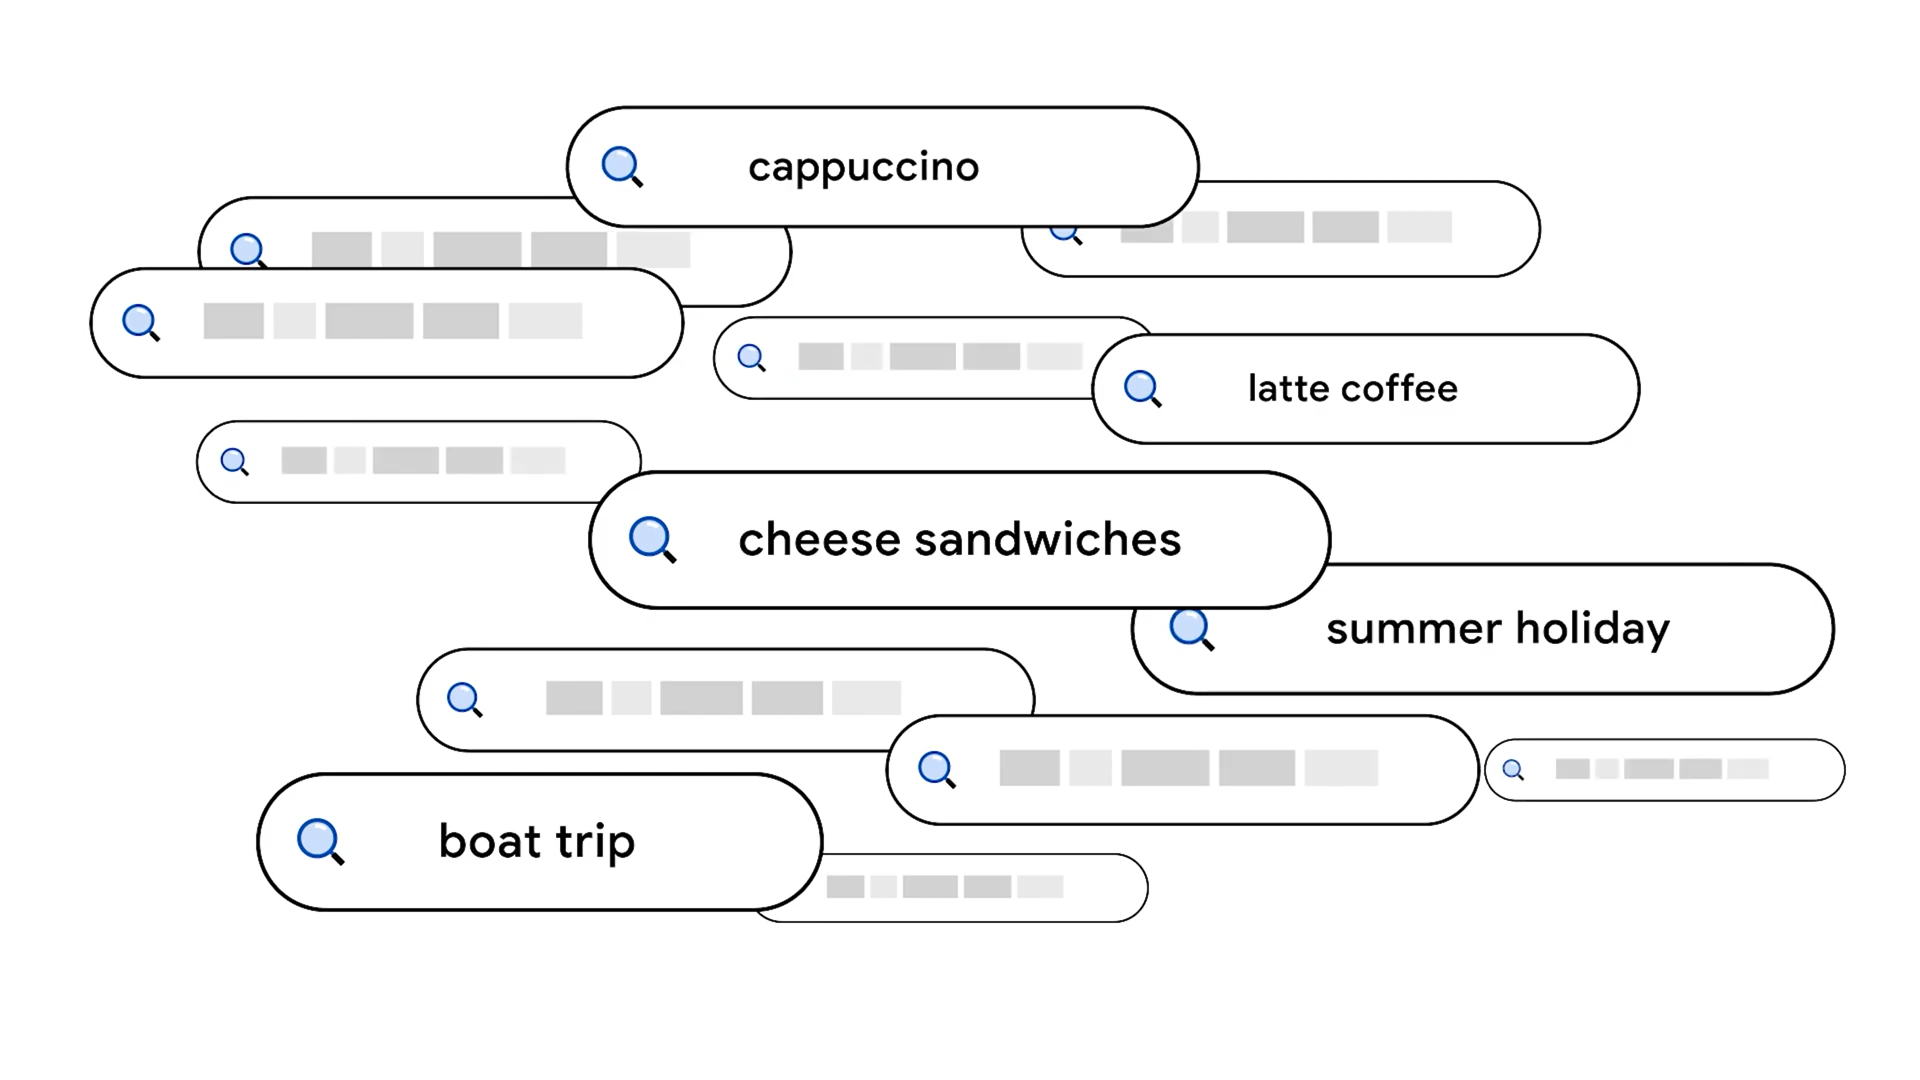 cappuccino
latte coffee
cheese sandwiches
summer holiday
boat trip